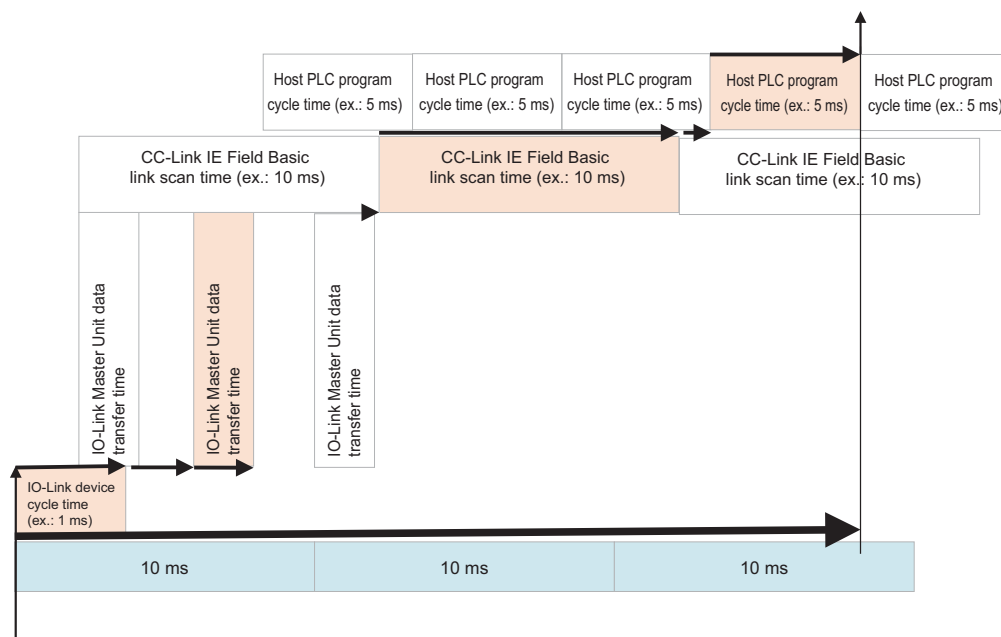 Host PLC program
cycle time (ex.: 5 ms)
Host PLC program
cycle time (ex.: 5 ms)
Host PLC program
cycle time (ex.: 5 ms)
Host PLC program
cycle time (ex.: 5 ms)
Host PLC program
cycle time (ex.: 5 ms)
CC-Link IE Field Basic
link scan time (ex.: 10 ms)
CC-Link IE Field Basic
link scan time (ex.: 10 ms)
CC-Link IE Field Basic
link scan time (ex.: 10 ms)
IO-Link Master Unit data
transfer time
IO-Link Master Unit data
transfer time
IO-Link Master Unit data
transfer time
IO-Link device
cycle time
(ex.: 1 ms)
10 ms
10 ms
10 ms